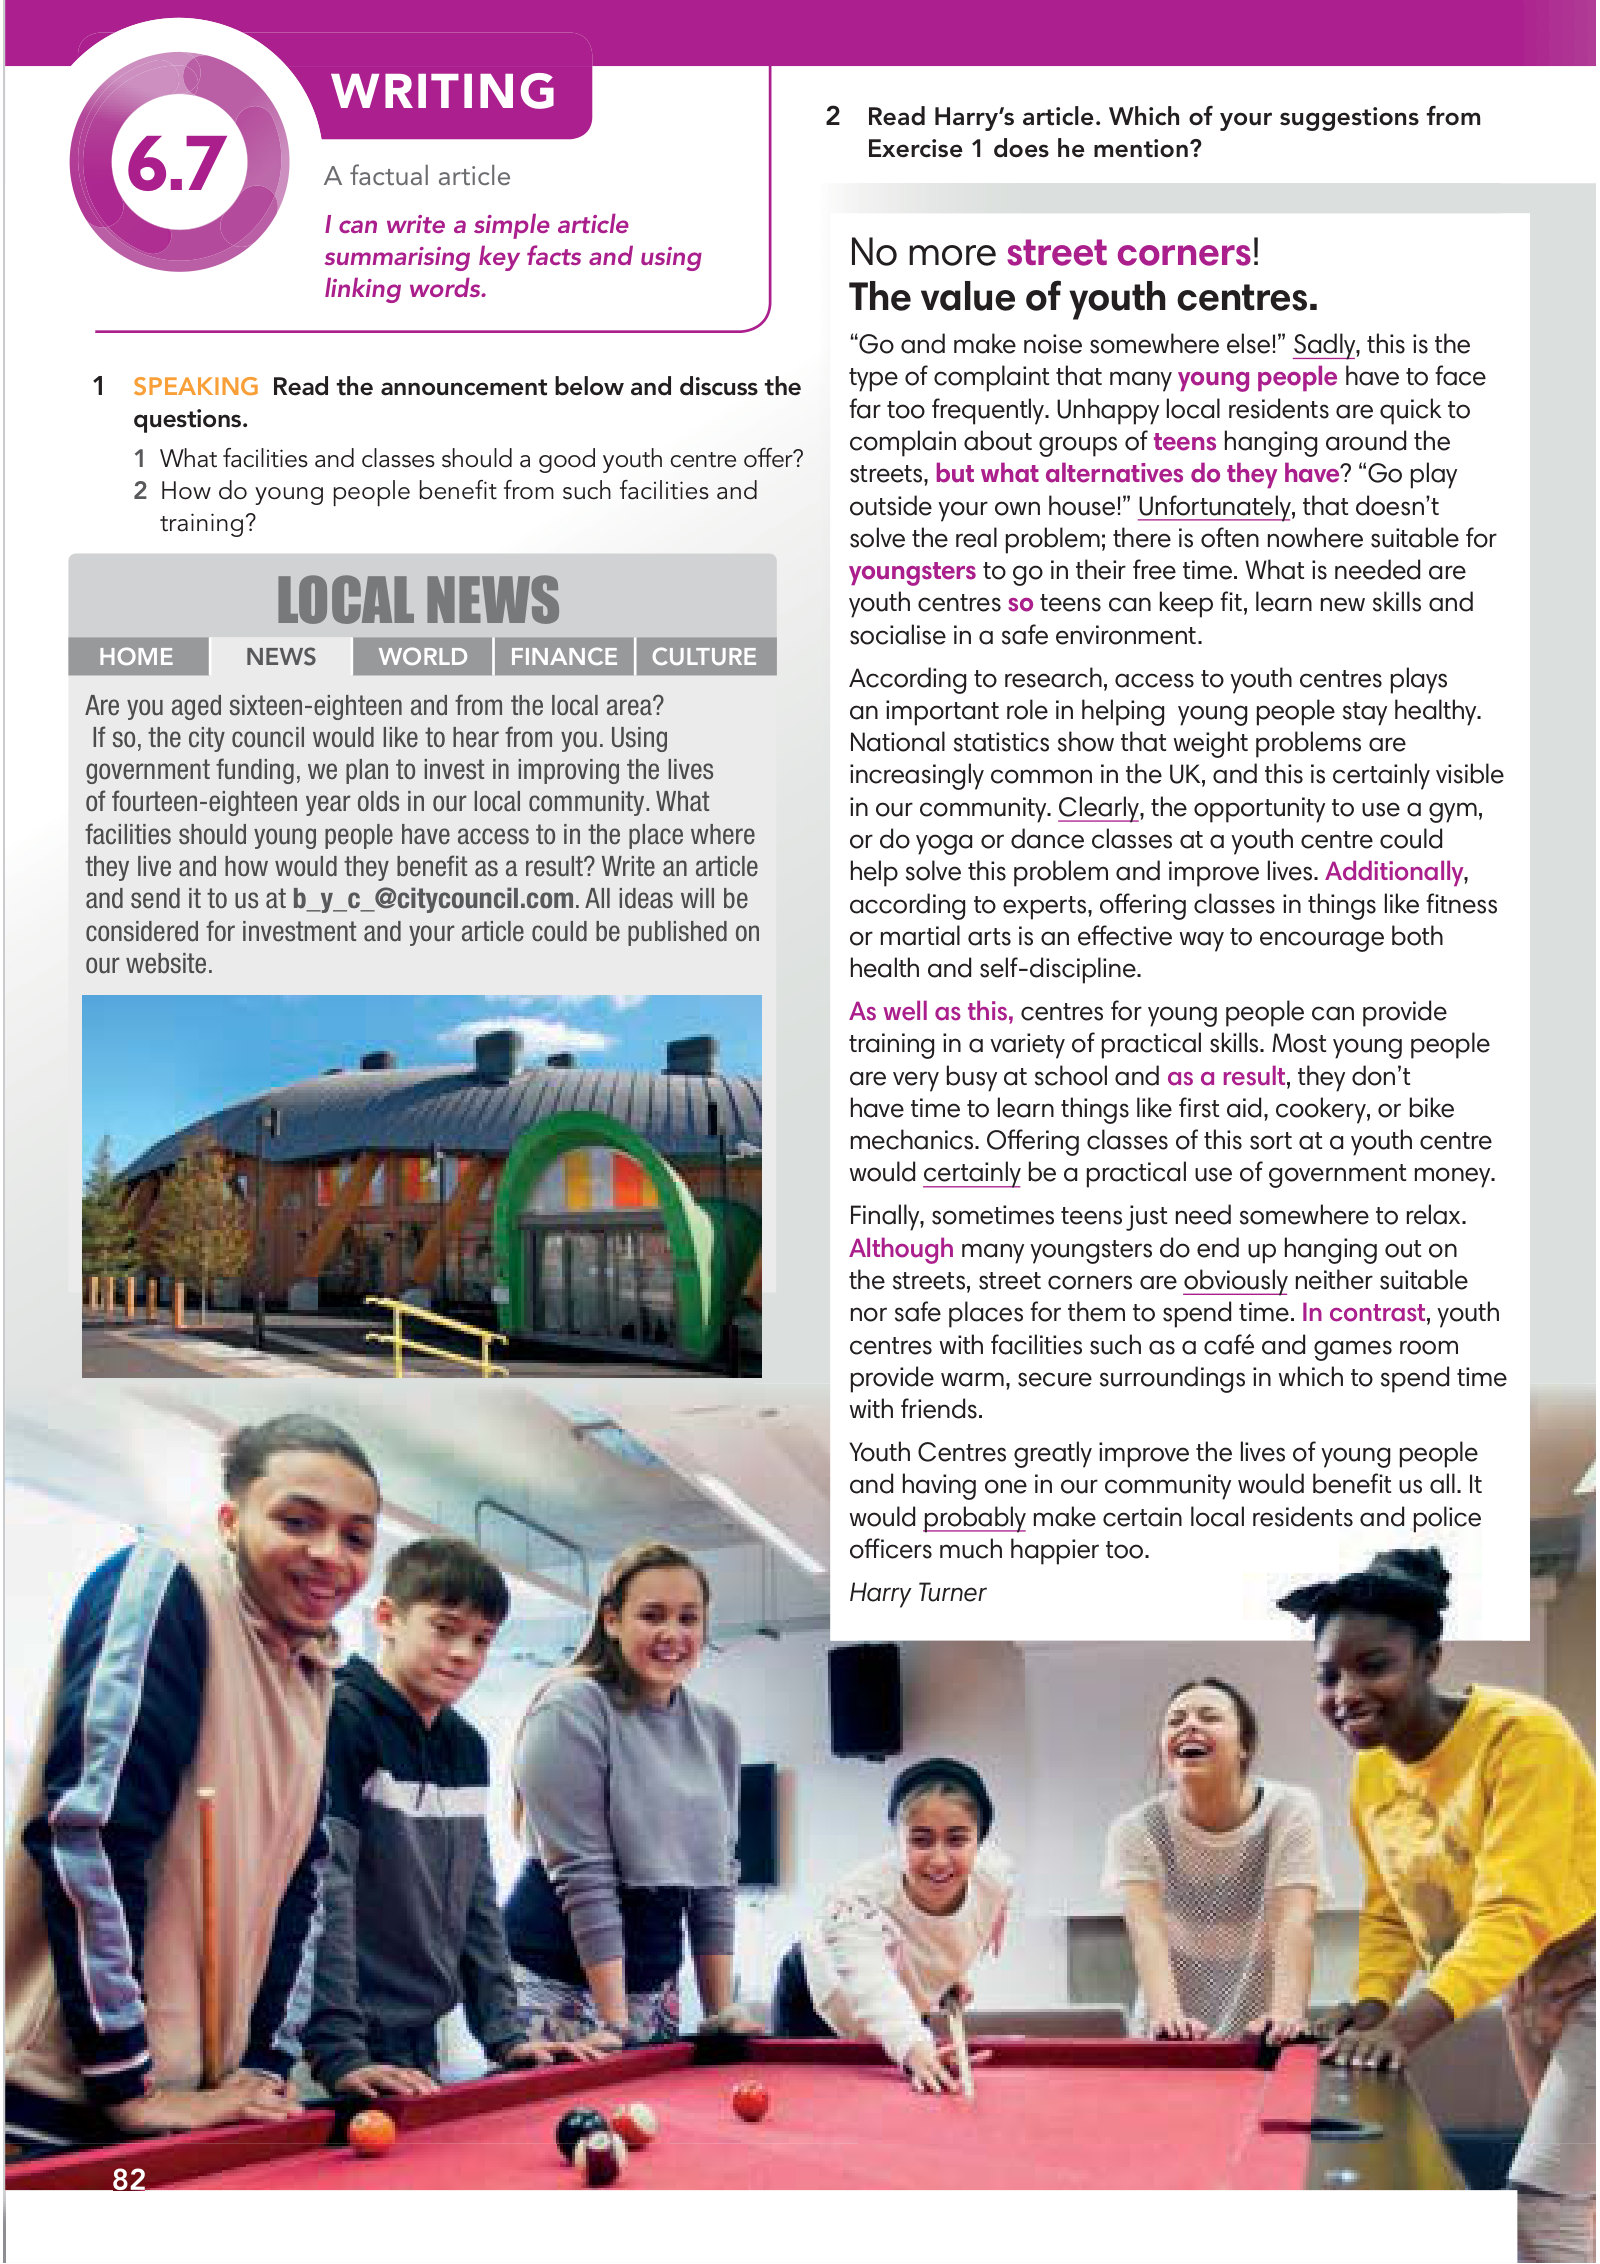 WRITING
6.7
A factual article
I can write a simple article
summarising key facts and using
linking words.
1 SPEAKING Read the announcement below and discuss the
questions.
1 What facilities and classes should a good youth centre offer?
2 How do young people benefit from such facilities and
training?
LOCAL NEWS
HOME NEWS WORLD FINANCE CULTURE
Are you aged sixteen-eighteen and from the local area?
If so, the city council would like to hear from you. Using
government funding, we plan to invest in improving the lives
of fourteen-eighteen year olds in our local community. What
facilities should young people have access to in the place where
they live and how would they benefit as a result? Write an article
and send it to us at b_y_c_@citycouncil.com. All ideas will be
considered for investment and your article could be published on
our website.
2 Read Harry's article. Which of your suggestions from
Exercise 1 does he mention?
No more street corners!
The value of youth centres.
“Go and make noise somewhere else!” Sadly, this is the
type of complaint that many young people have to face
far too frequently. Unhappy local residents are quick to
complain about groups of teens hanging around the
streets, but what alternatives do they have? “Go play
outside your own house!” Unfortunately, that doesn't
solve the real problem; there is often nowhere suitable for
youngsters to go in their free time. What is needed are
youth centres so teens can keep fit, learn new skills and
socialise in a safe environment.
According to research, access to youth centres plays
an important role in helping young people stay healthy.
National statistics show that weight problems are
increasingly common in the UK, and this is certainly visible
in our community. Clearly, the opportunity to use a gym,
or do yoga or dance classes at a youth centre could
help solve this problem and improve lives. Additionally,
according to experts, offering classes in things like fitness
or martial arts is an effective way to encourage both
health and self-discipline.
As well as this, centres for young people can provide
training in a variety of practical skills. Most young people
are very busy at school and as a result, they don't
have time to learn things like first aid, cookery, or bike
mechanics. Offering classes of this sort at a youth centre
would certainly be a practical use of government money.
Finally, sometimes teens just need somewhere to relax.
Although many youngsters do end up hanging out on
the streets, street corners are obviously neither suitable
nor safe places for them to spend time. In contrast, youth
centres with facilities such as a café and games room
provide warm, secure surroundings in which to spend time
with friends.
Youth Centres greatly improve the lives of young people
and having one in our community would benefit us all. It
would probably make certain local residents and police
officers much happier too.
Harry Turner
82